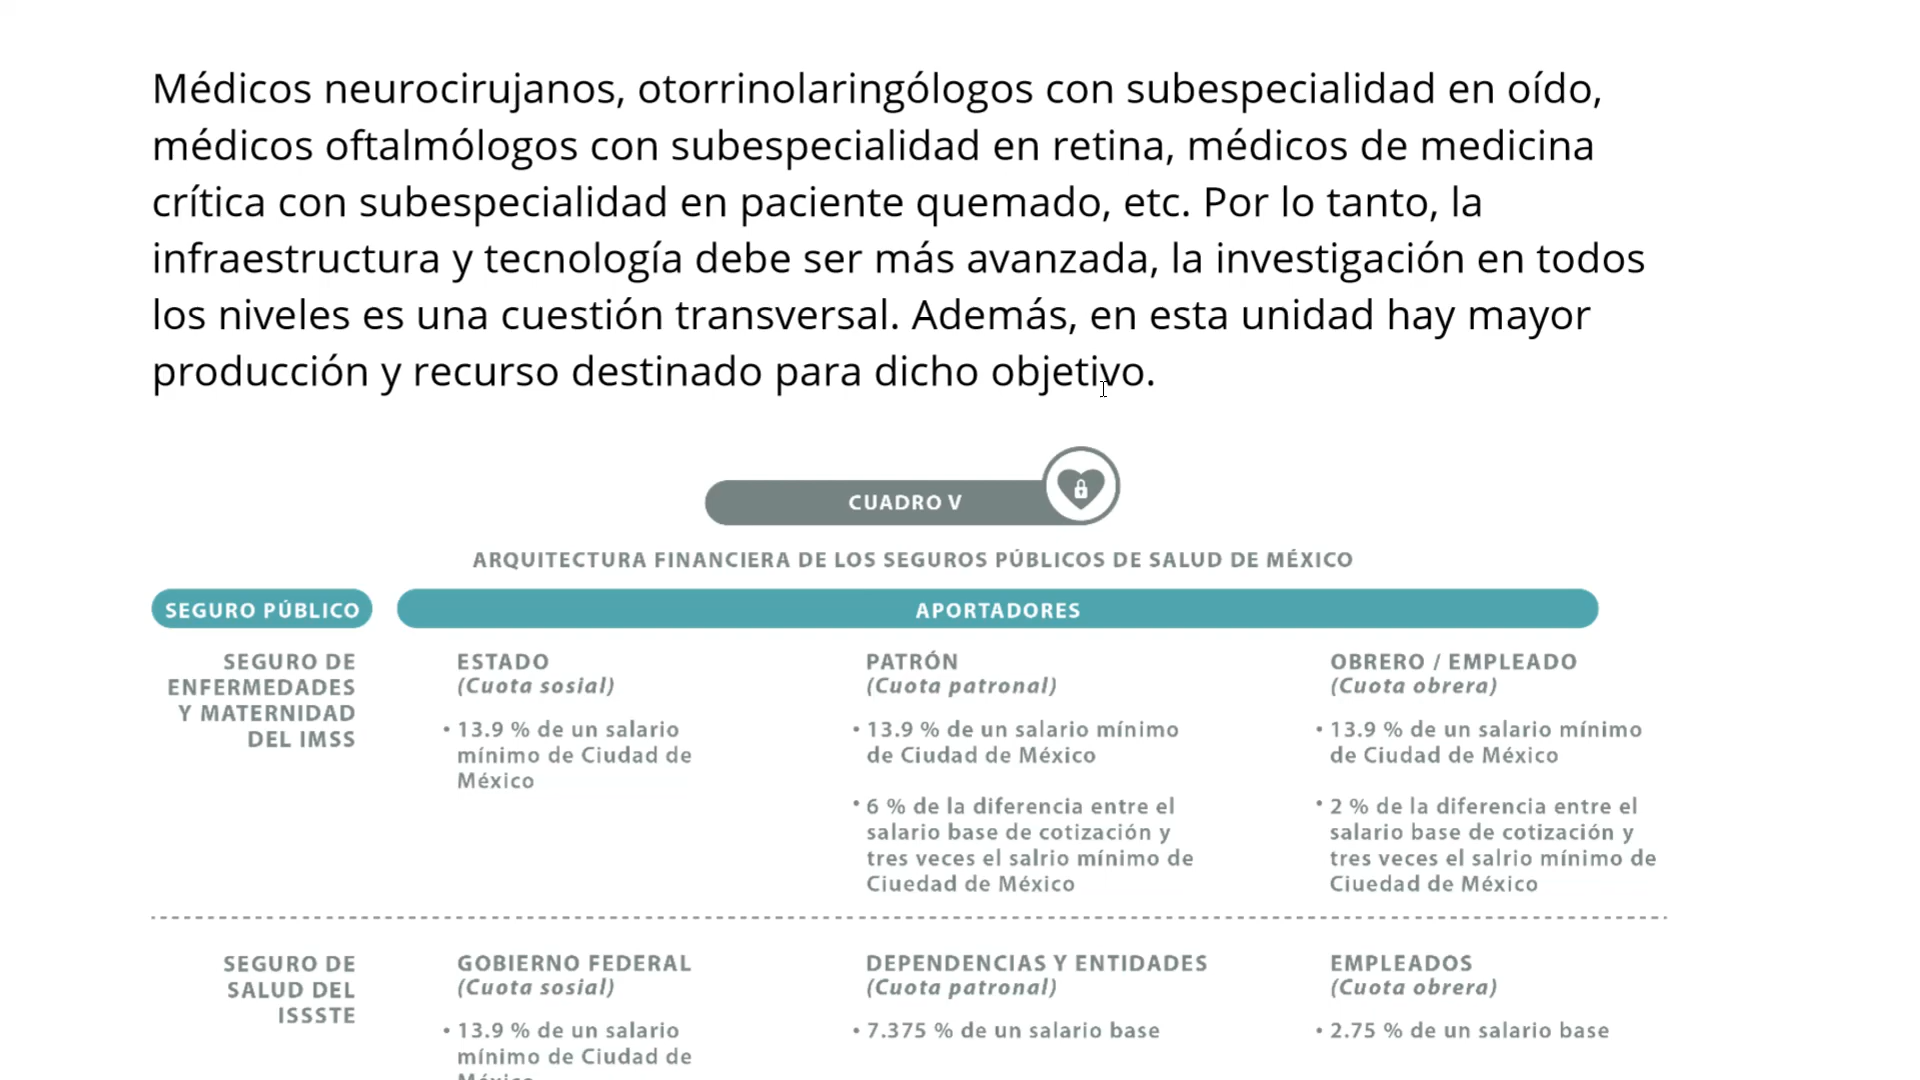 Médicos neurocirujanos, otorrinolaringólogos con subespecialidad en oído,
médicos oftalmólogos con subespecialidad en retina, médicos de medicina
crítica con subespecialidad en paciente quemado, etc. Por lo tanto, la
infraestructura y tecnología debe ser más avanzada, la investigación en todos
los niveles es una cuestión transversal. Además, en esta unidad hay mayor
producción y recurso destinado para dicho objetivo.
CUADRO V
ARQUITECTURA FINANCIERA DE LOS SEGUROS PÚBLICOS DE SALUD DE MÉXICO
SEGURO PÚBLICO
APORTADORES
SEGURO DE
ENFERMEDADES
Y MATERNIDAD
DEL IMSS
ESTADO
(Cuota sosial)
• 13.9 % de un salario
mínimo de Ciudad de
México
PATRÓN
(Cuota patronal)
• 13.9 % de un salario mínimo
de Ciudad de México
• 6 % de la diferencia entre el
salario base de cotización y
tres veces el salrio mínimo de
Ciuedad de México
OBRERO / EMPLEADO
(Cuota obrera)
• 13.9 % de un salario mínimo
de Ciudad de México
• 2 % de la diferencia entre el
salario base de cotización y
tres veces el salrio mínimo de
Ciuedad de México
SEGURO DE
SALUD DEL
ISSSTE
GOBIERNO FEDERAL
(Cuota sosial)
• 13.9 % de un salario
mínimo de Ciudad de
México
DEPENDENCIAS Y ENTIDADES
(Cuota patronal)
• 7.375 % de un salario base
EMPLEADOS
(Cuota obrera)
• 2.75 % de un salario base